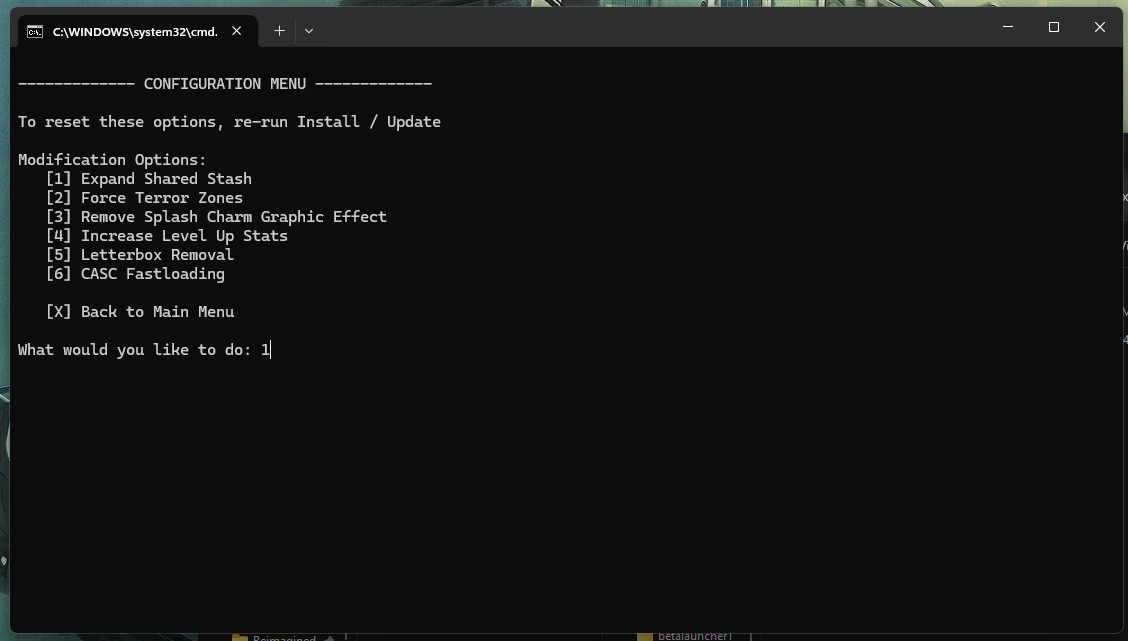 C:\WINDOWS\system32\cmd.
------------- CONFIGURATION MENU -------------
To reset these options, re-run Install / Update
Modification Options:
[1] Expand Shared Stash
[2] Force Terror Zones
[3] Remove Splash Charm Graphic Effect
[4] Increase Level Up Stats
[5] Letterbox Removal
[6] CASC Fastloading
[X] Back to Main Menu
What would you like to do: 1
Reimagined
betalauncher1